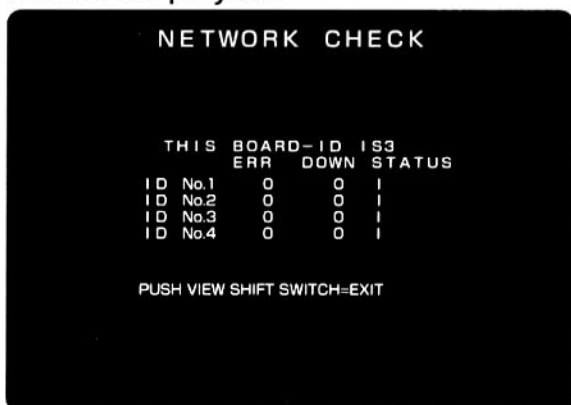 NETWORK CHECK
THIS BOARD-ID IS3
ERR DOWN STATUS
ID No.1 0 0 I
ID No.2 0 0 I
ID No.3 0 0 I
ID No.4 0 0 I
PUSH VIEW SHIFT SWITCH=EXIT